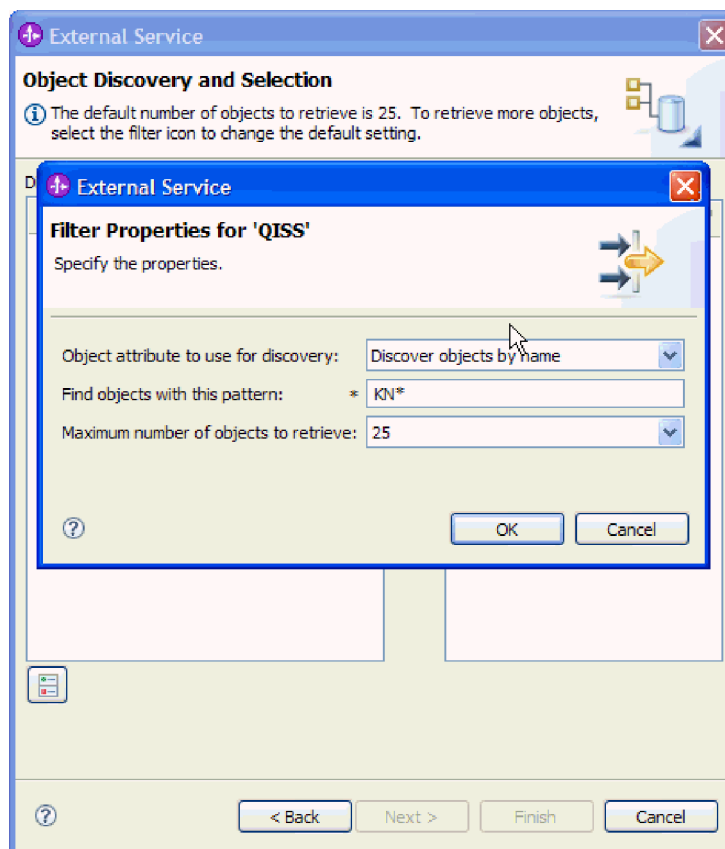 External Service
Object Discovery and Selection
The default number of objects to retrieve is 25. To retrieve more objects,
select the filter icon to change the default setting.
D
External Service
Filter Properties for 'QISS'
Specify the properties.
Object attribute to use for discovery: Discover objects by name
Find objects with this pattern: * KN*
Maximum number of objects to retrieve: 25
OK Cancel
< Back Next > Finish Cancel